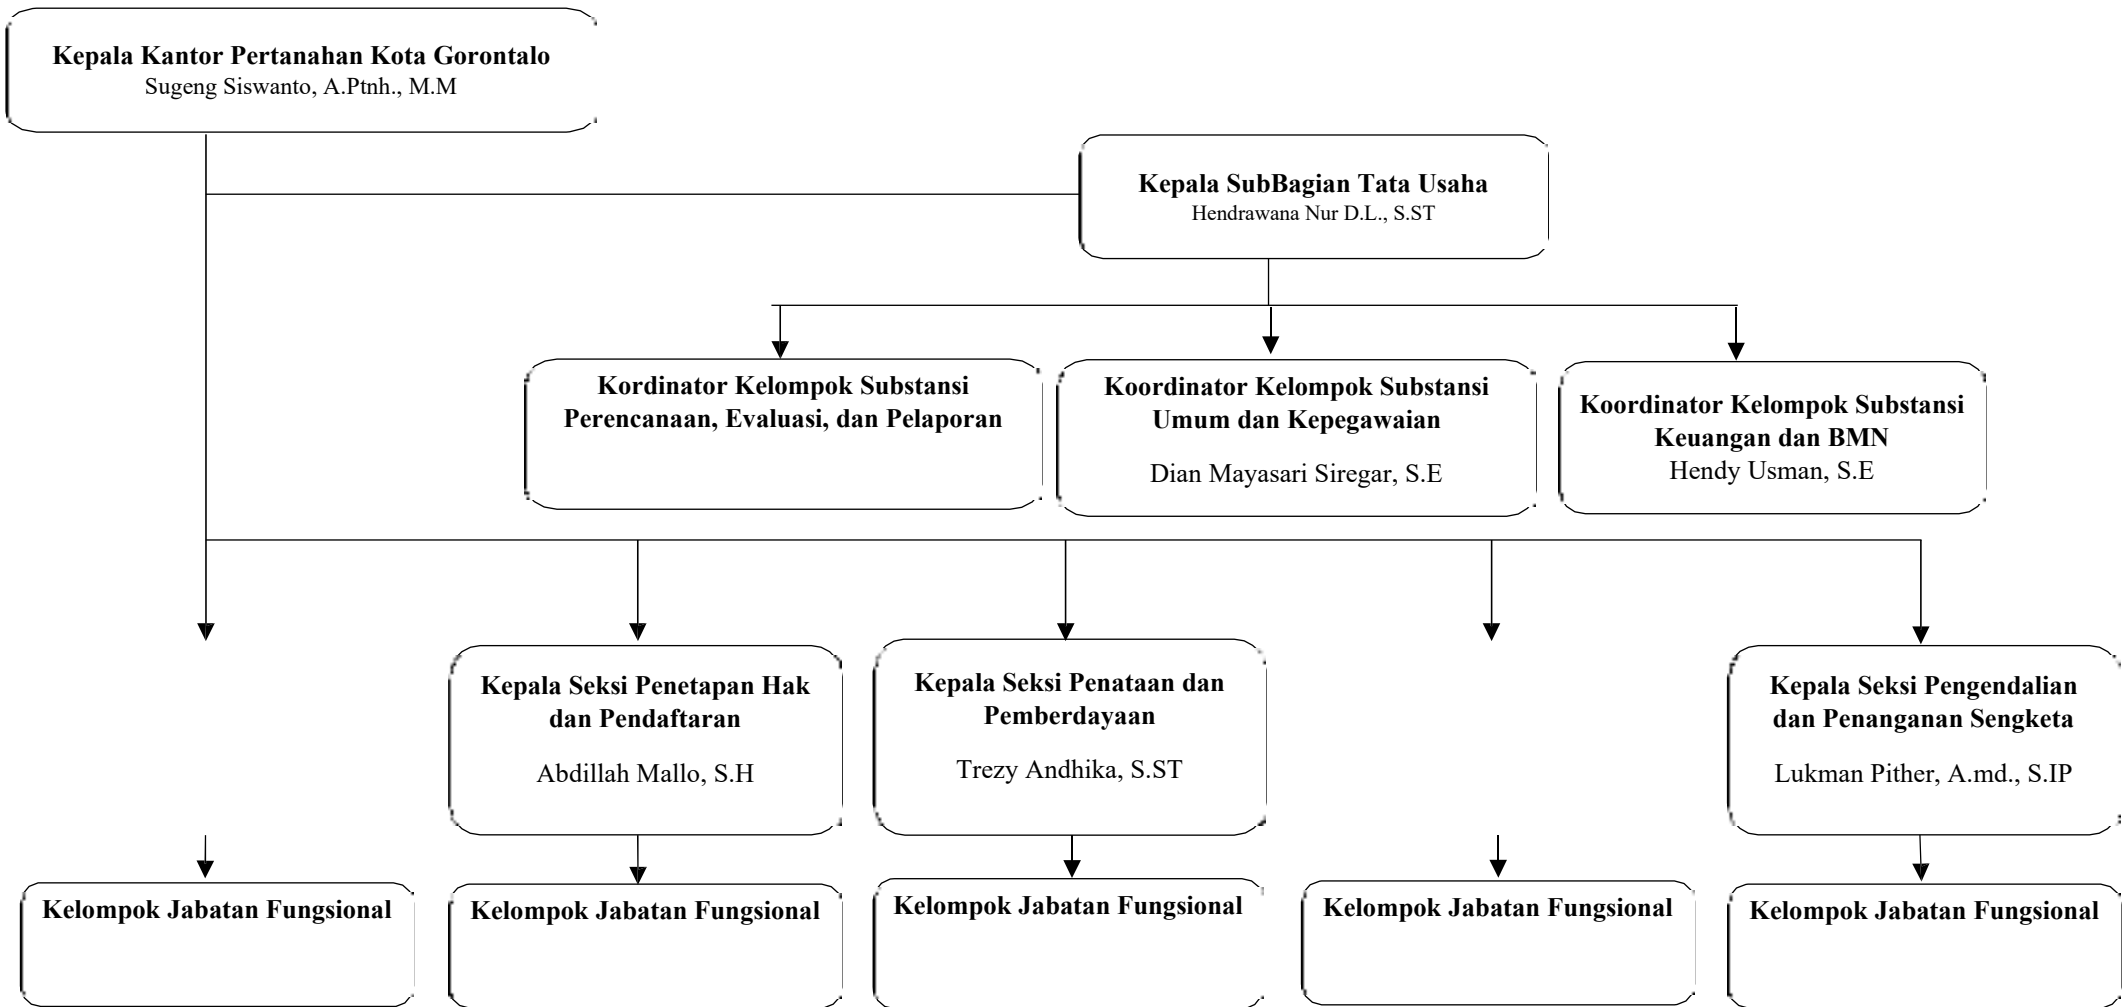 Kepala Kantor Pertanahan Kota Gorontalo
Sugeng Siswanto, A.Ptnh., M.M
Kepala SubBagian Tata Usaha
Hendrawana Nur D.L., S.ST
Kordinator Kelompok Substansi
Perencanaan, Evaluasi, dan Pelaporan
Koordinator Kelompok Substansi
Umum dan Kepegawaian
Dian Mayasari Siregar, S.E
Koordinator Kelompok Substansi
Keuangan dan BMN
Hendy Usman, S.E
Kepala Seksi Penetapan Hak
dan Pendaftaran
Abdillah Mallo, S.H
Kepala Seksi Penataan dan
Pemberdayaan
Trezy Andhika, S.ST
Kepala Seksi Pengendalian
dan Penanganan Sengketa
Lukman Pither, A.md., S.IP
Kelompok Jabatan Fungsional
Kelompok Jabatan Fungsional
Kelompok Jabatan Fungsional
Kelompok Jabatan Fungsional
Kelompok Jabatan Fungsional